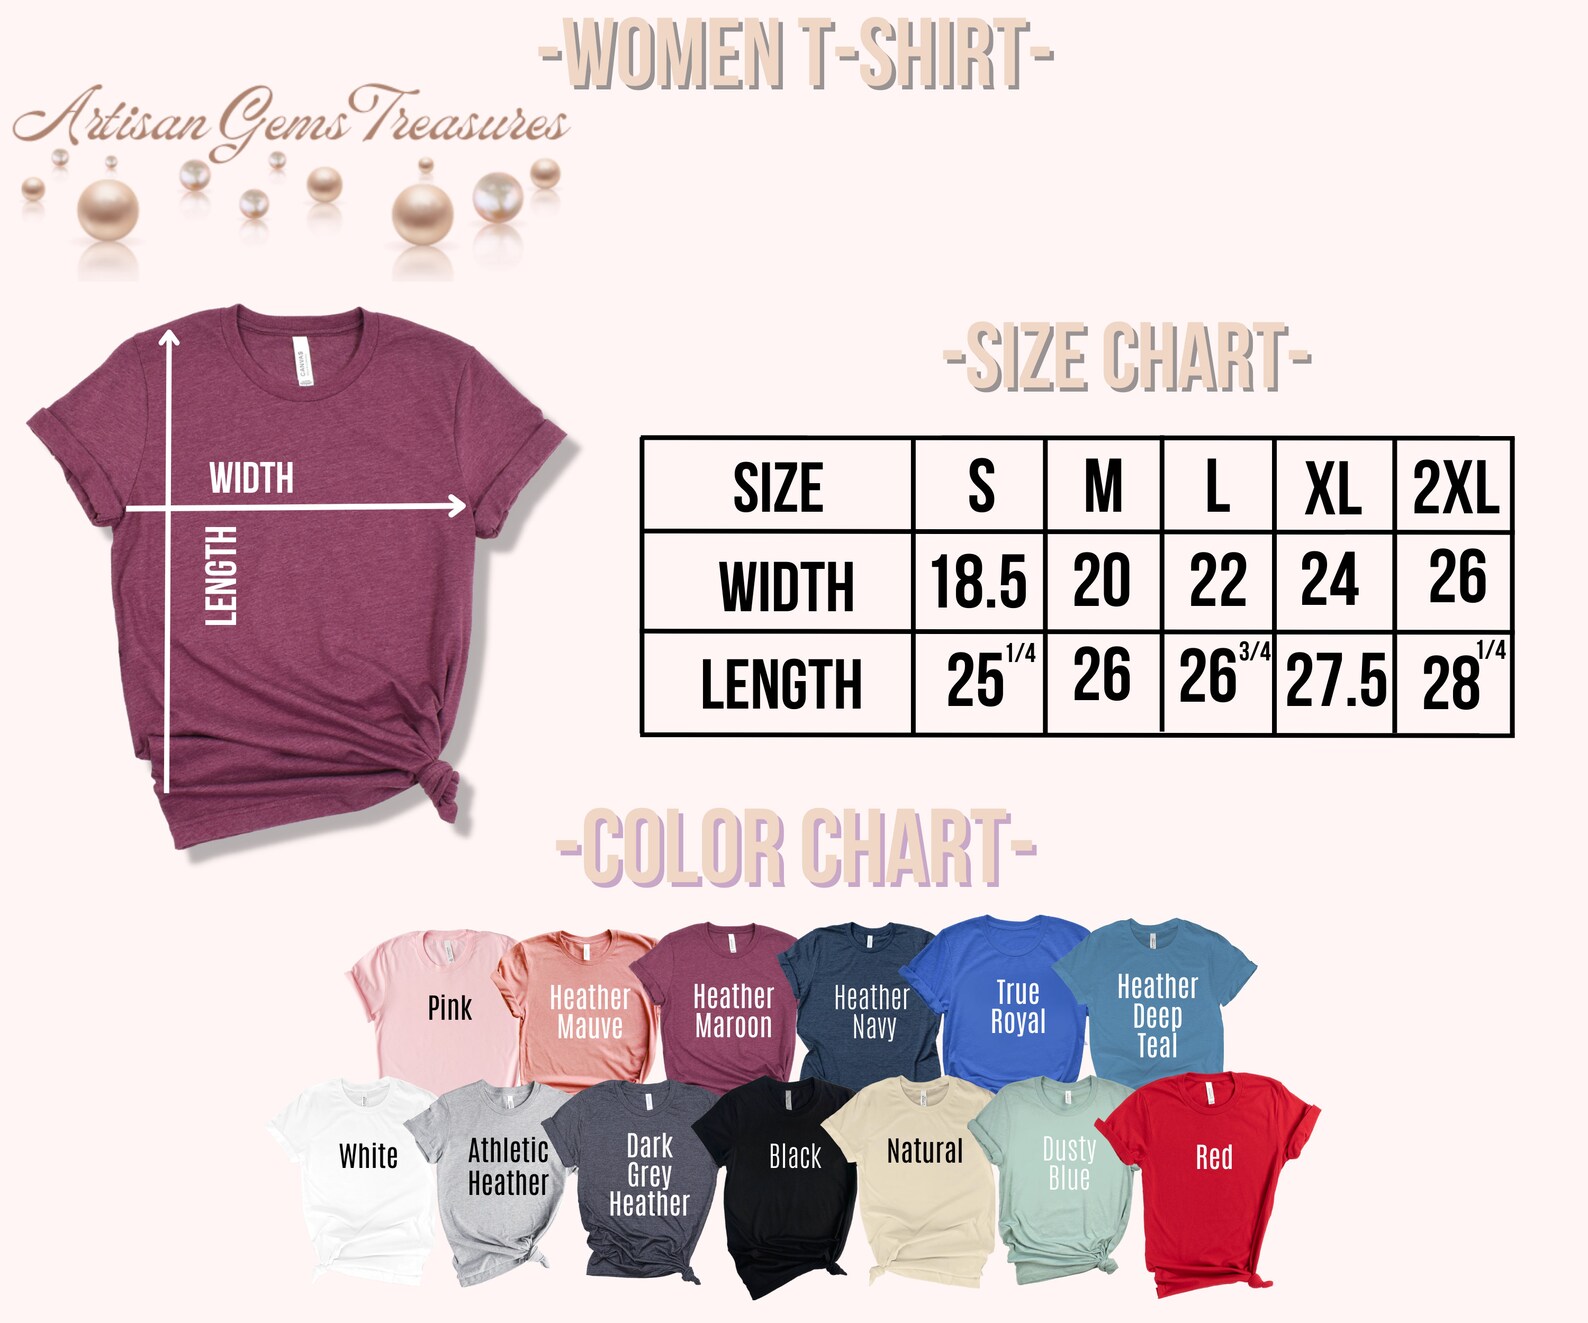 -WOMEN T-SHIRT-
Artisan Gems Treasures
CANVAS
WIDTH
LENGTH
-SIZE CHART-
SIZE S M L XL 2XL
WIDTH 18.5 20 22 24 26
LENGTH 25 1/4 26 26 3/4 27.5 28 1/4
-COLOR CHART-
Pink
Heather
Mauve
Heather
Maroon
Heather
Navy
True
Royal
Heather
Deep
Teal
White
Athletic
Heather
Dark
Grey
Heather
Black
Natural
Dusty
Blue
Red